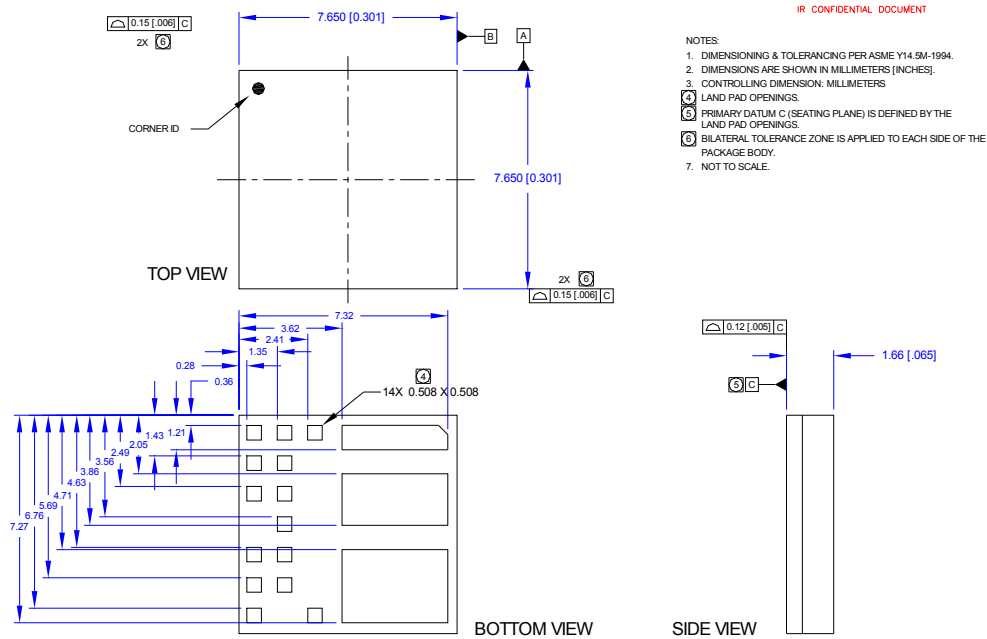 IR CONFIDENTIAL DOCUMENT
0.15 [.006] C
2X 6
7.650 [0.301]
B
A
NOTES:
1. DIMENSIONING & TOLERANCING PER ASME Y14.5M-1994.
2. DIMENSIONS ARE SHOWN IN MILLIMETERS [INCHES].
3. CONTROLLING DIMENSION: MILLIMETERS
4 LAND PAD OPENINGS.
5 PRIMARY DATUM C (SEATING PLANE) IS DEFINED BY THE
LAND PAD OPENINGS.
6 BILATERAL TOLERANCE ZONE IS APPLIED TO EACH SIDE OF THE
PACKAGE BODY.
7. NOT TO SCALE.
CORNER ID
7.650 [0.301]
TOP VIEW
2X 6
0.15 [.006] C
7.32
3.62
2.41
1.35
0.28
0.36
4
14X 0.508 X 0.508
1.43
1.21
2.05
2.49
3.56
3.86
4.63
4.71
5.69
6.76
7.27
BOTTOM VIEW
0.12 [.005] C
5 C
1.66 [.065]
SIDE VIEW